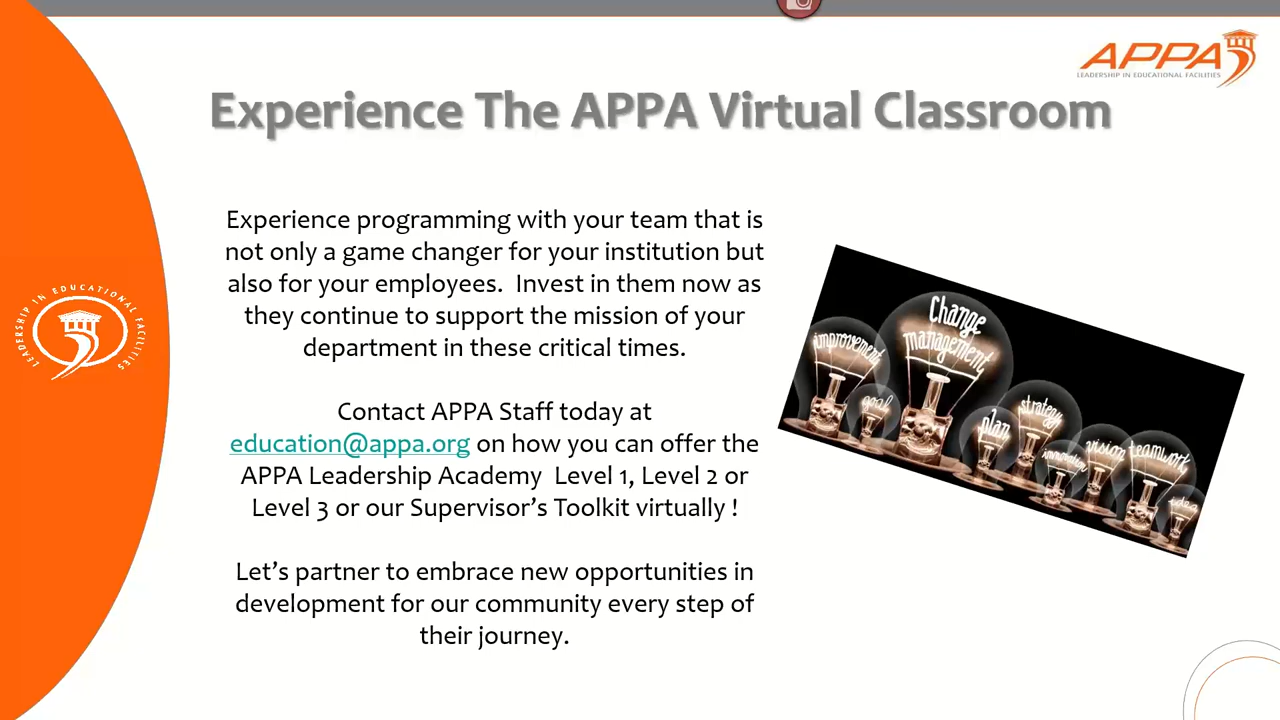 APPA
LEADERSHIP IN EDUCATIONAL FACILITIES
Experience The APPA Virtual Classroom
Experience programming with your team that is
not only a game changer for your institution but
also for your employees.  Invest in them now as
they continue to support the mission of your
department in these critical times.
Contact APPA Staff today at
education@appa.org on how you can offer the
APPA Leadership Academy  Level 1, Level 2 or
Level 3 or our Supervisor’s Toolkit virtually !
Let’s partner to embrace new opportunities in
development for our community every step of
their journey.
LEADERSHIP IN EDUCATIONAL FACILITIES
improvement
goal
Change
management
plan
strategy
innovation
vision
teamwork
idea